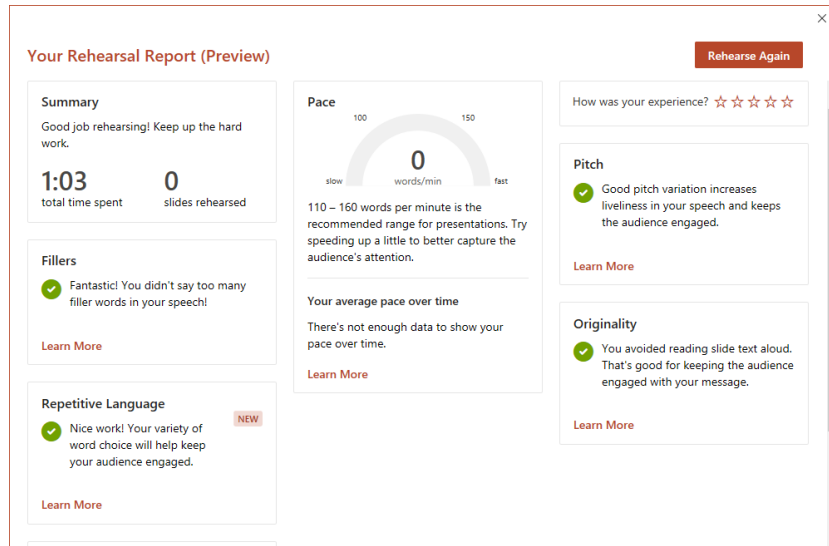 Your Rehearsal Report (Preview)
Rehearse Again
Summary
Good job rehearsing! Keep up the hard
work.
1:03
total time spent
0
slides rehearsed
Fillers
Fantastic! You didn't say too many
filler words in your speech!
Learn More
Repetitive Language
NEW
Nice work! Your variety of
word choice will help keep
your audience engaged.
Learn More
Pace
100
150
0
slow
words/min
fast
110 – 160 words per minute is the
recommended range for presentations. Try
speeding up a little to better capture the
audience's attention.
Your average pace over time
There's not enough data to show your
pace over time.
Learn More
How was your experience?
Pitch
Good pitch variation increases
liveliness in your speech and keeps
the audience engaged.
Learn More
Originality
You avoided reading slide text aloud.
That's good for keeping the audience
engaged with your message.
Learn More